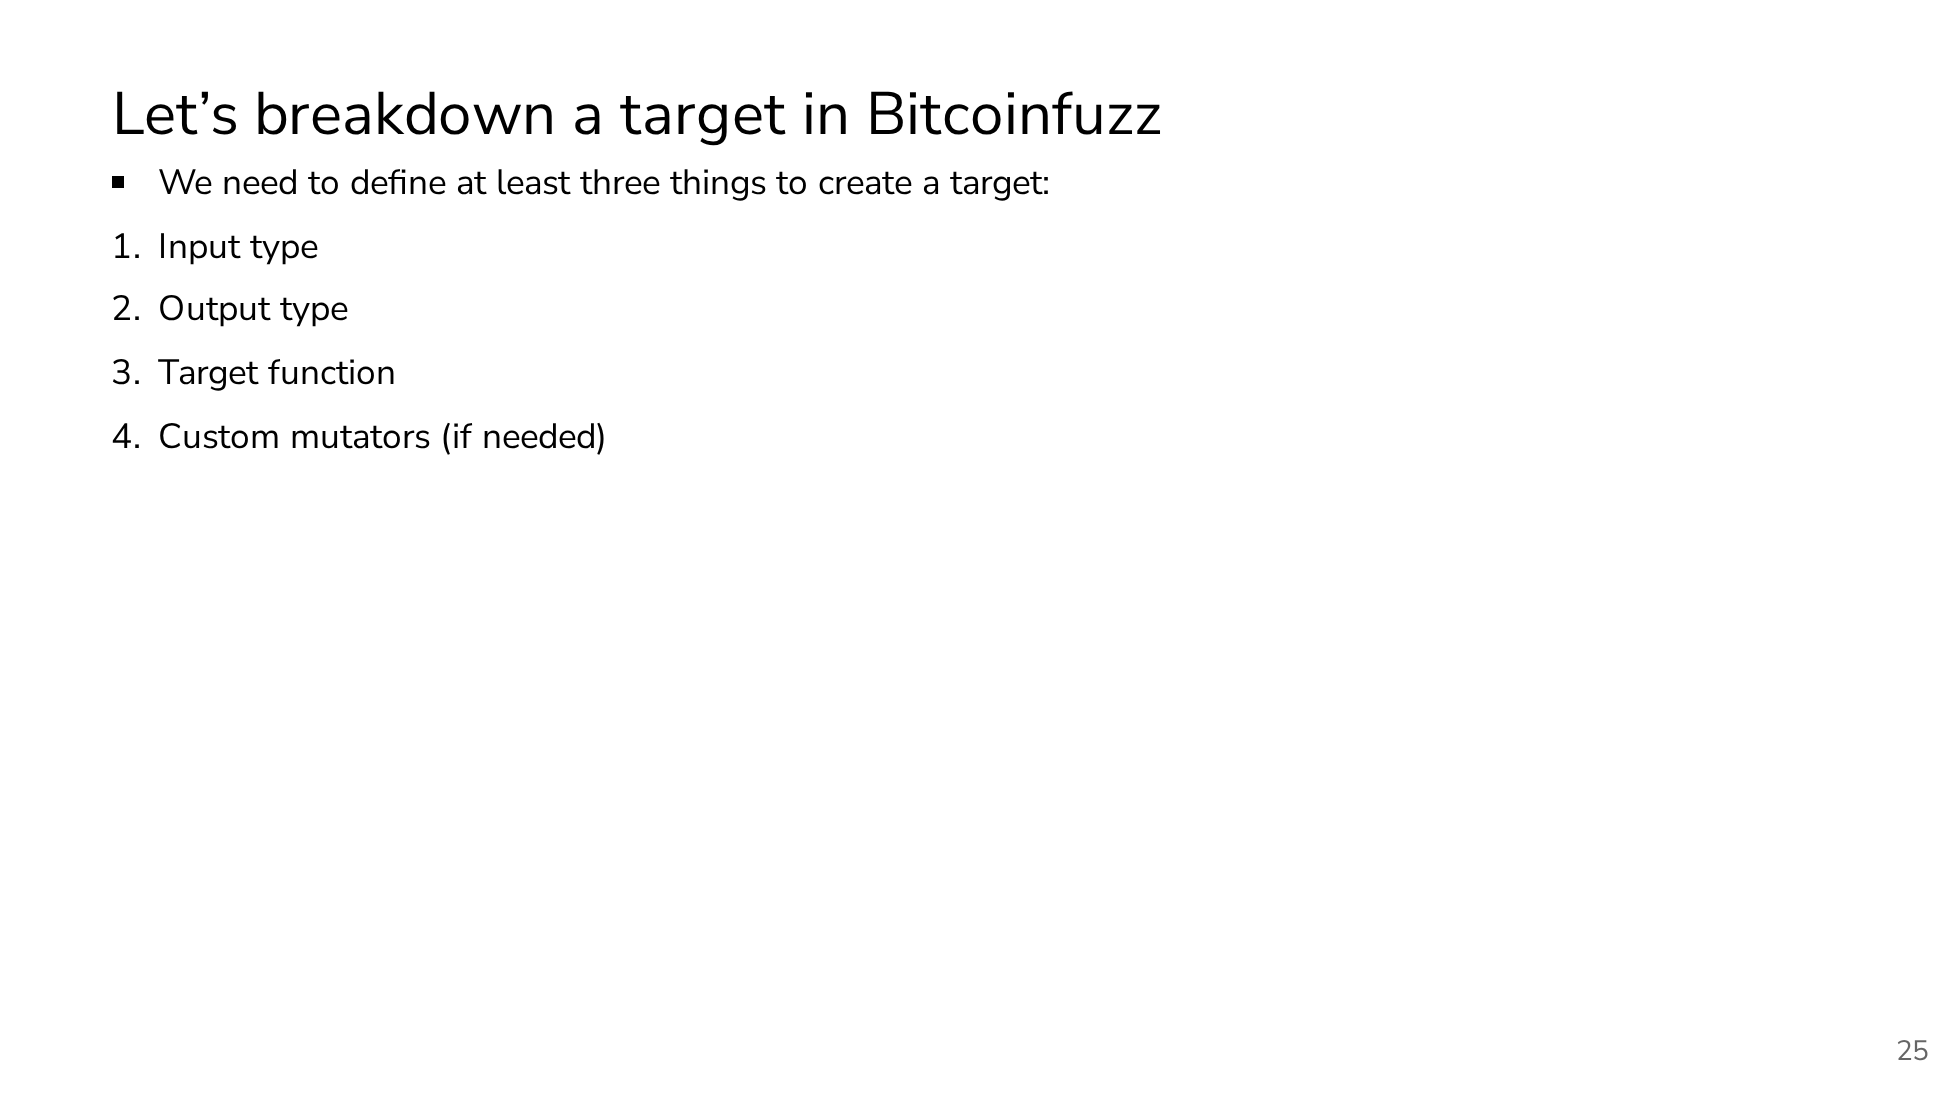 Let’s breakdown a target in Bitcoinfuzz
▪ We need to define at least three things to create a target:
1. Input type
2. Output type
3. Target function
4. Custom mutators (if needed)
25